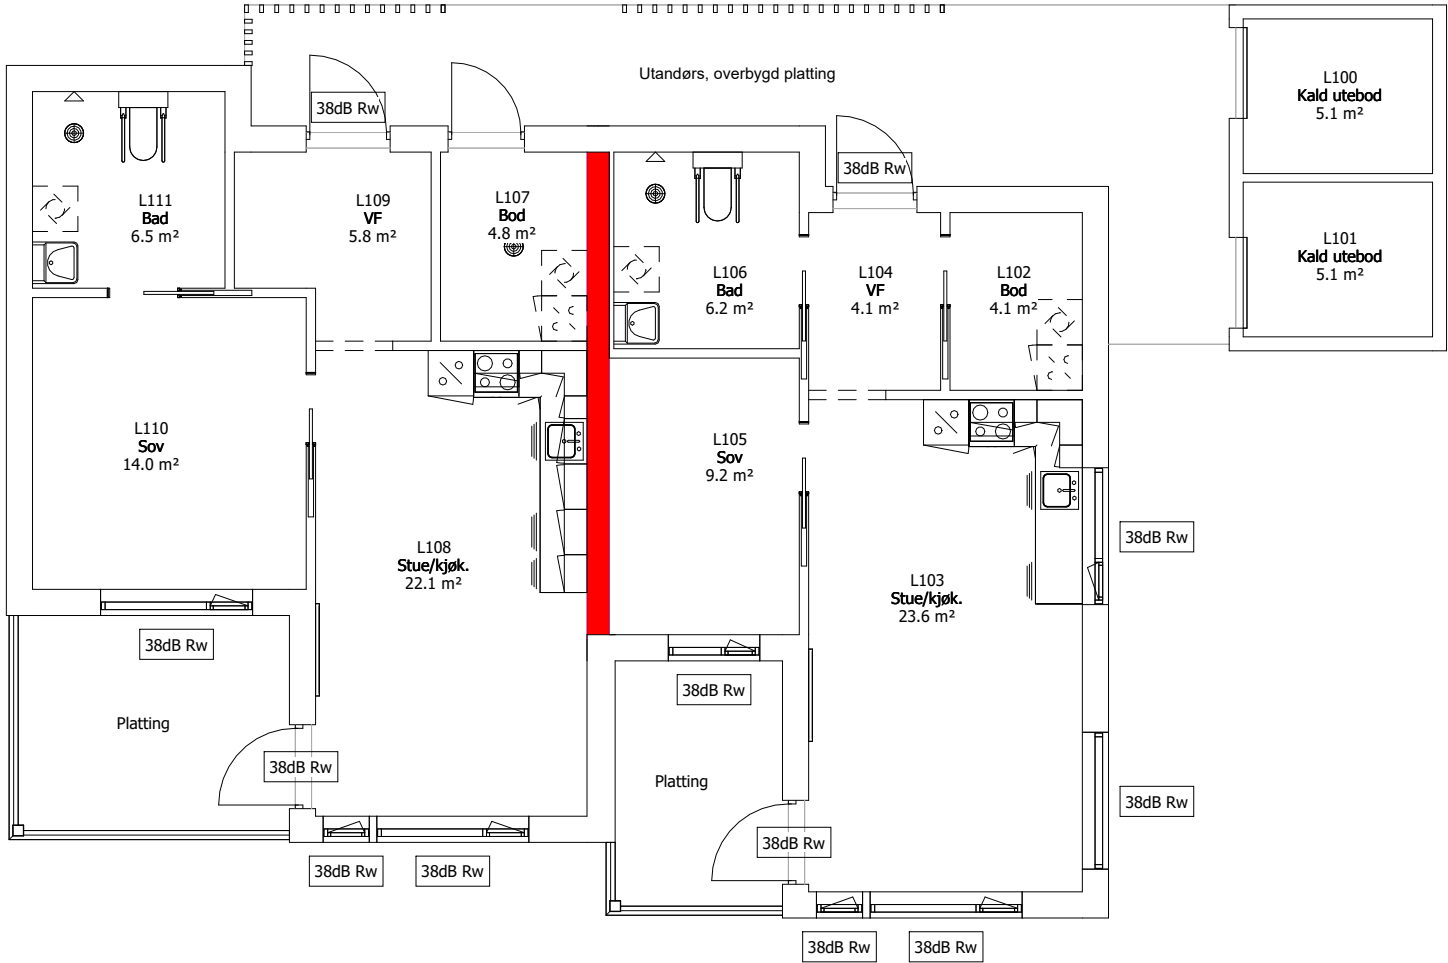 Utandørs, overbygd platting
L100
Kald utebod
5.1 m²
38dB Rw
38dB Rw
L111
Bad
6.5 m²
L109
VF
5.8 m²
L107
Bod
4.8 m²
L101
Kald utebod
5.1 m²
L106
Bad
6.2 m²
L104
VF
4.1 m²
L102
Bod
4.1 m²
L110
Sov
14.0 m²
L105
Sov
9.2 m²
38dB Rw
L108
Stue/kjøk.
22.1 m²
L103
Stue/kjøk.
23.6 m²
38dB Rw
38dB Rw
Platting
38dB Rw
Platting
38dB Rw
38dB Rw
38dB Rw
38dB Rw
38dB Rw
38dB Rw